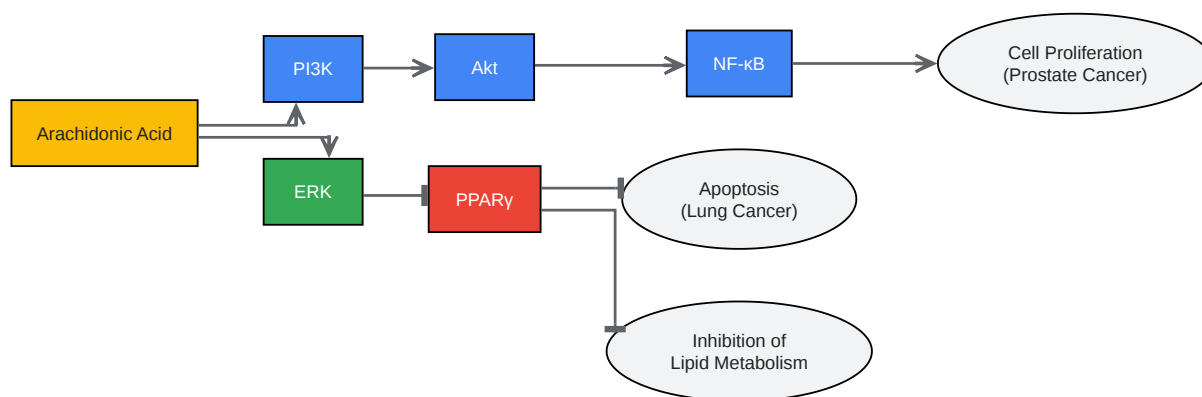 Cell Proliferation
(Prostate Cancer)
PI3K
Akt
NF-κB
Arachidonic Acid
ERK
PPARγ
Apoptosis
(Lung Cancer)
Inhibition of
Lipid Metabolism